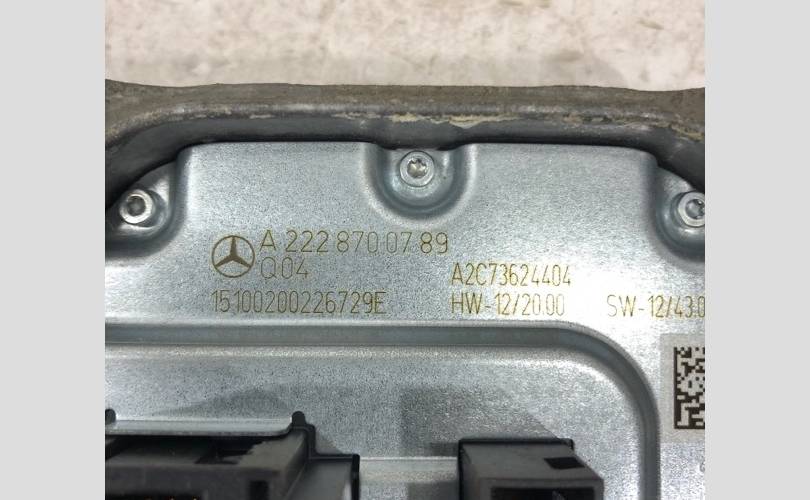 A 222 870 07 89
Q04
15100200226729E
A2C73624404
HW-12/20.00
SW-12/43.0